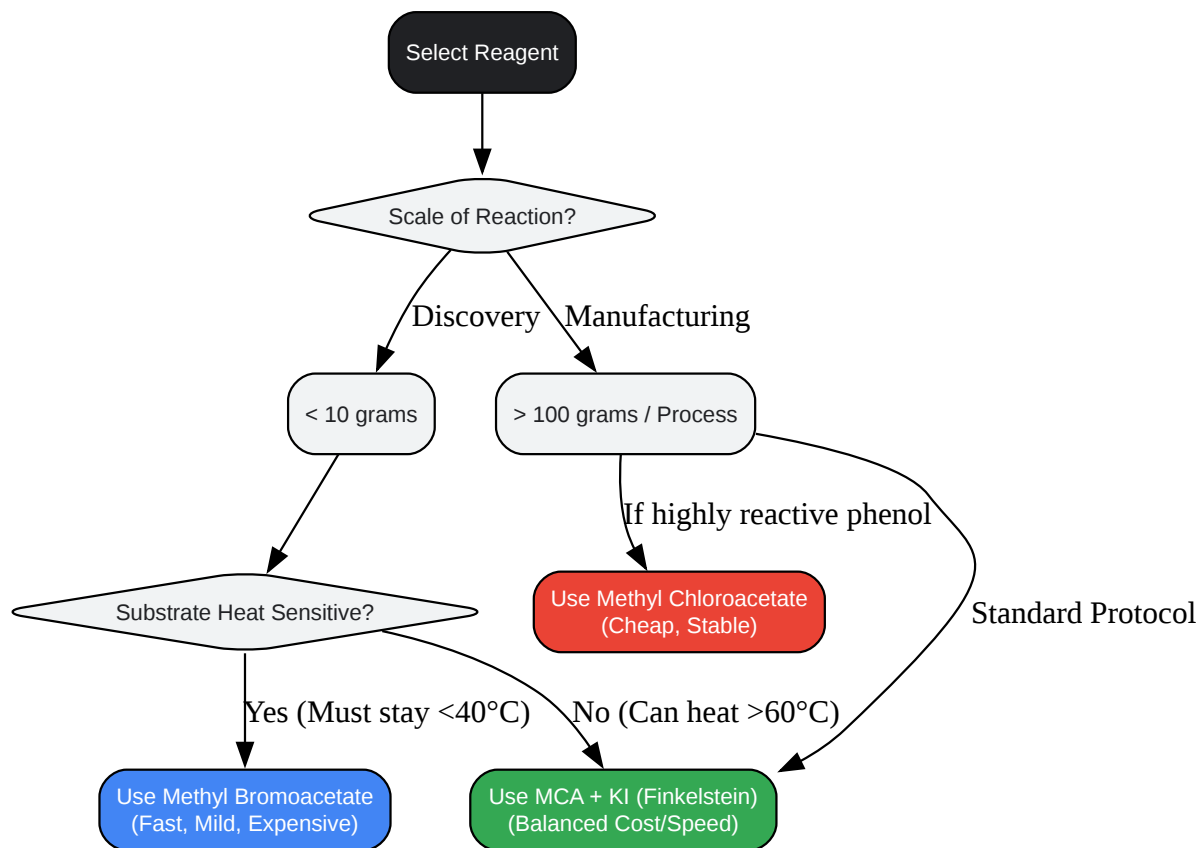 Select Reagent
Scale of Reaction?
Discovery
Manufacturing
< 10 grams
> 100 grams / Process
If highly reactive phenol
Use Methyl Chloroacetate
(Cheap, Stable)
Substrate Heat Sensitive?
Standard Protocol
Yes (Must stay <40°C)
No (Can heat >60°C)
Use Methyl Bromoacetate
(Fast, Mild, Expensive)
Use MCA + KI (Finkelstein)
(Balanced Cost/Speed)